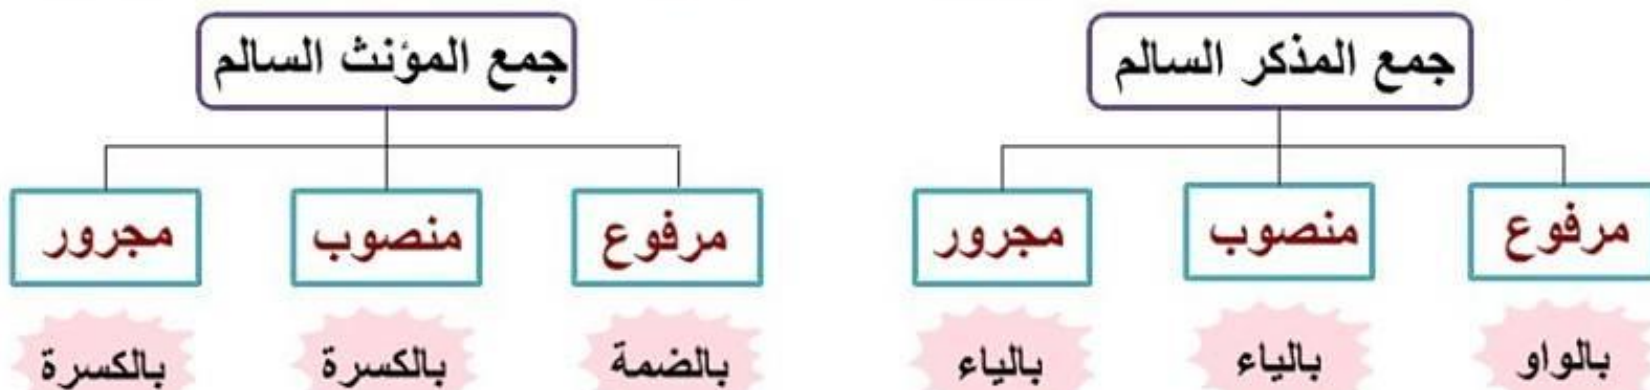 جمع المذكر السالم
مرفوع
منصوب
مجرور
بالواو
بالياء
بالياء
جمع المؤنث السالم
مرفوع
منصوب
مجرور
بالضمة
بالكسرة
بالكسرة